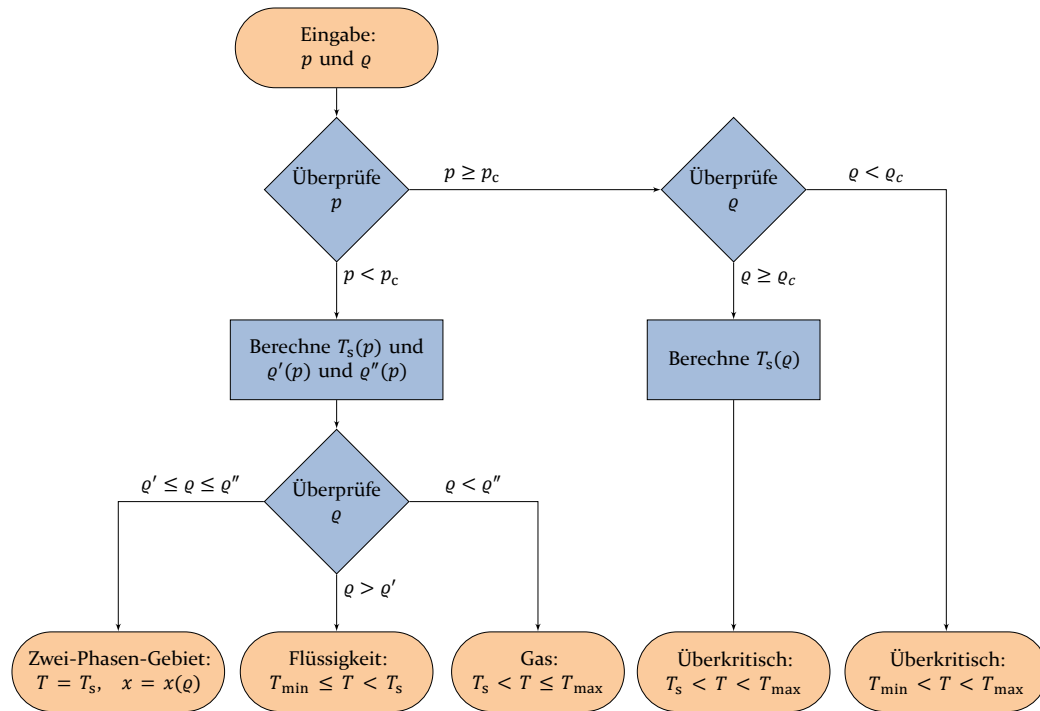 Eingabe:
p und ϱ
Überprüfe
p
p ≥ p_c
Überprüfe
ϱ
ϱ < ϱ_c
p < p_c
ϱ ≥ ϱ_c
Berechne T_s(p) und
ϱ′(p) und ϱ″(p)
Berechne T_s(ϱ)
ϱ′ ≤ ϱ ≤ ϱ″
Überprüfe
ϱ
ϱ < ϱ″
ϱ > ϱ′
Zwei-Phasen-Gebiet:
T = T_s, x = x(ϱ)
Flüssigkeit:
T_min ≤ T < T_s
Gas:
T_s < T ≤ T_max
Überkritisch:
T_s < T < T_max
Überkritisch:
T_min < T < T_max